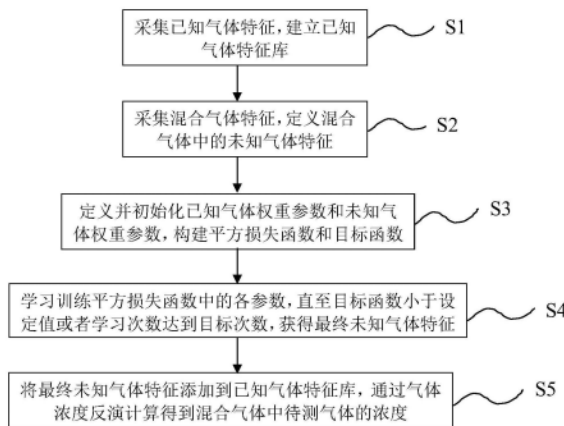 采集已知气体特征,建立已知
气体特征库
S1
采集混合气体特征,定义混合
气体中的未知气体特征
S2
定义并初始化已知气体权重参数和未知气
体权重参数，构建平方损失函数和目标函数
S3
学习训练平方损失函数中的各参数,直至目标函数小于设
定值或者学习次数达到目标次数,获得最终未知气体特征
S4
将最终未知气体特征添加到已知气体特征库，通过气体
浓度反演计算得到混合气体中待测气体的浓度
S5